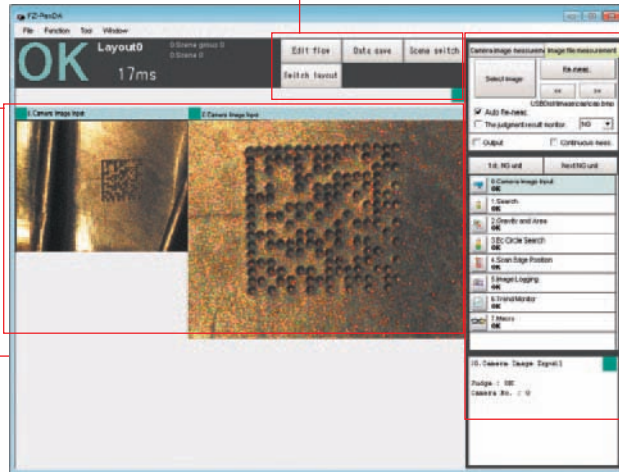 FZ-PanDA
File Function Tool Window
OK
Layout0
17ms
0.Scene group 0
0.Scene 0
Edit flow
Data save
Scene switch
Switch layout
Camera image measurement
Image file measurement
Select image
Re-meas.
<<
>>
Auto Re-meas.
The judgment result monitor
NG
Output
Continuous meas.
1st. NG unit
Next NG unit
0.Camera Image Input
0.Camera Image Input
0.Camera Image Input
OK
1.Search
OK
2.Gravity and Area
OK
3.Ec Circle Search
OK
4.Scan Edge Position
OK
5.Image Logging
OK
6.Trend Monitor
OK
7.Macro
OK
[0.Camera Image Input]
Judge : OK
Camera No. : 0